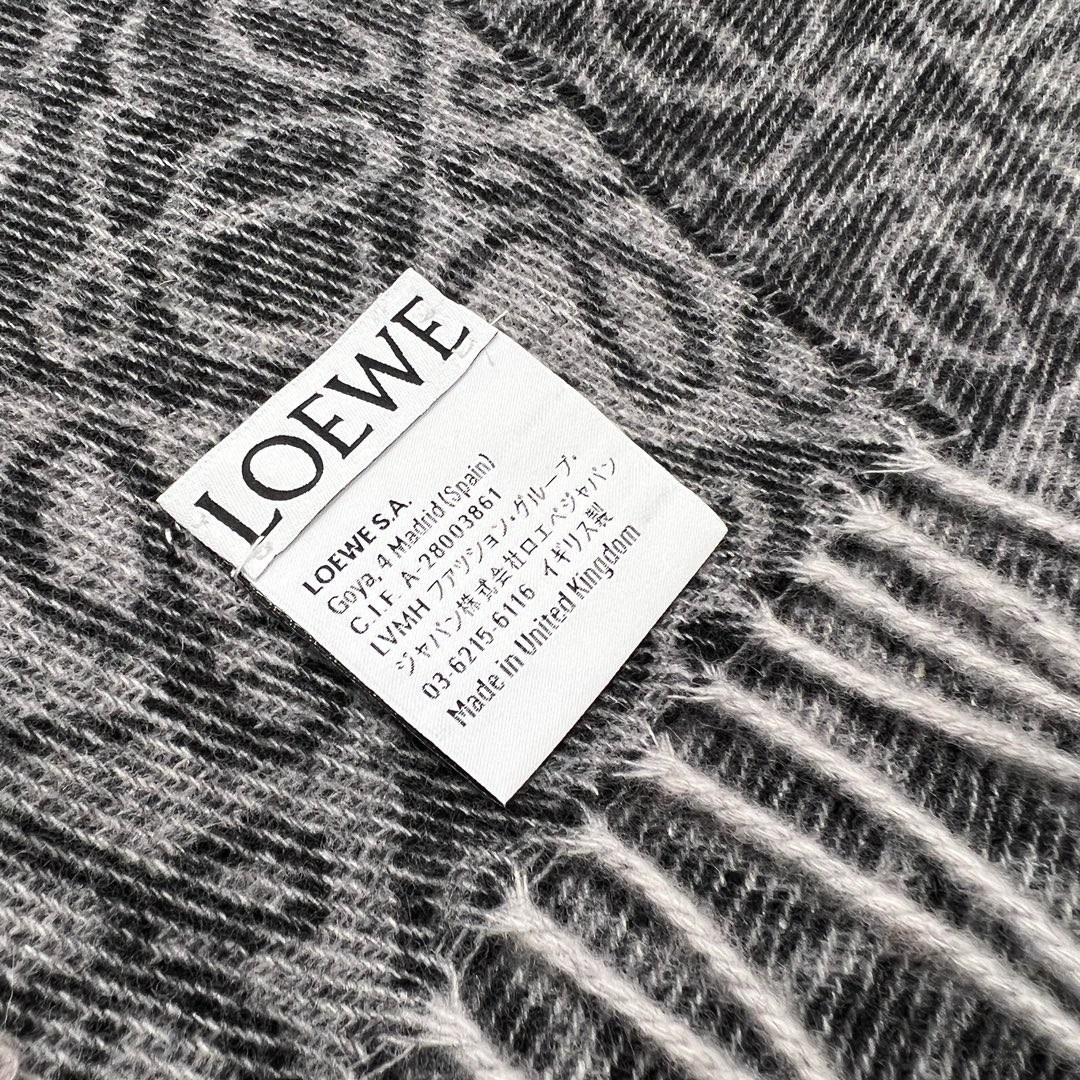 LOEWE
LOEWE S.A.
Goya, 4 Madrid (Spain)
C.I.F. A-28003861
LVMH ファッション・グループ・
ジャパン株式会社ロエベジャパン
03-6215-6116 イギリス製
Made in United Kingdom